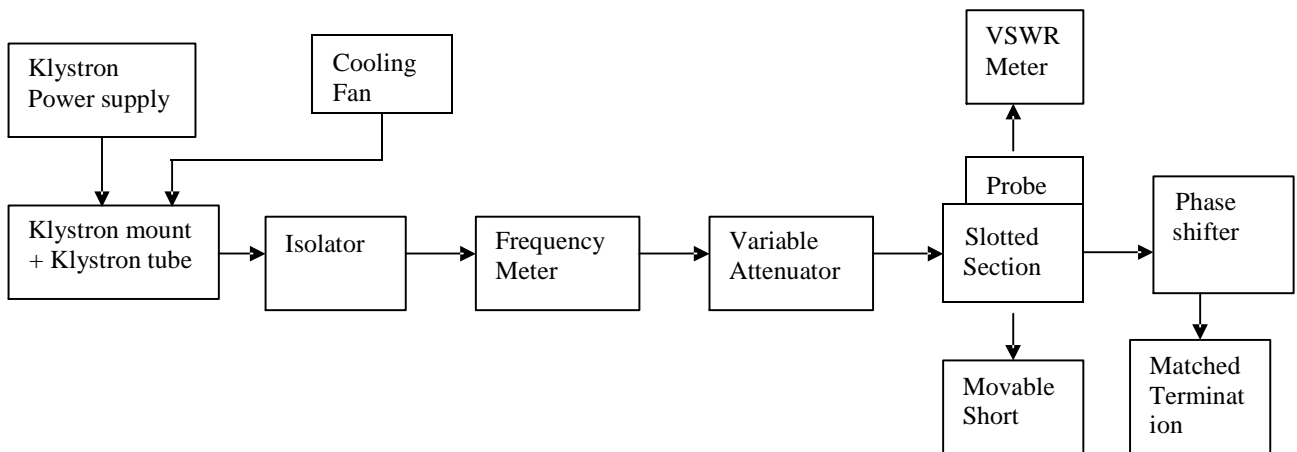 Klystron
Power supply
Cooling
Fan
VSWR
Meter
Klystron mount
+ Klystron tube
Isolator
Frequency
Meter
Variable
Attenuator
Probe
Slotted
Section
Phase
shifter
Movable
Short
Matched
Terminat
ion